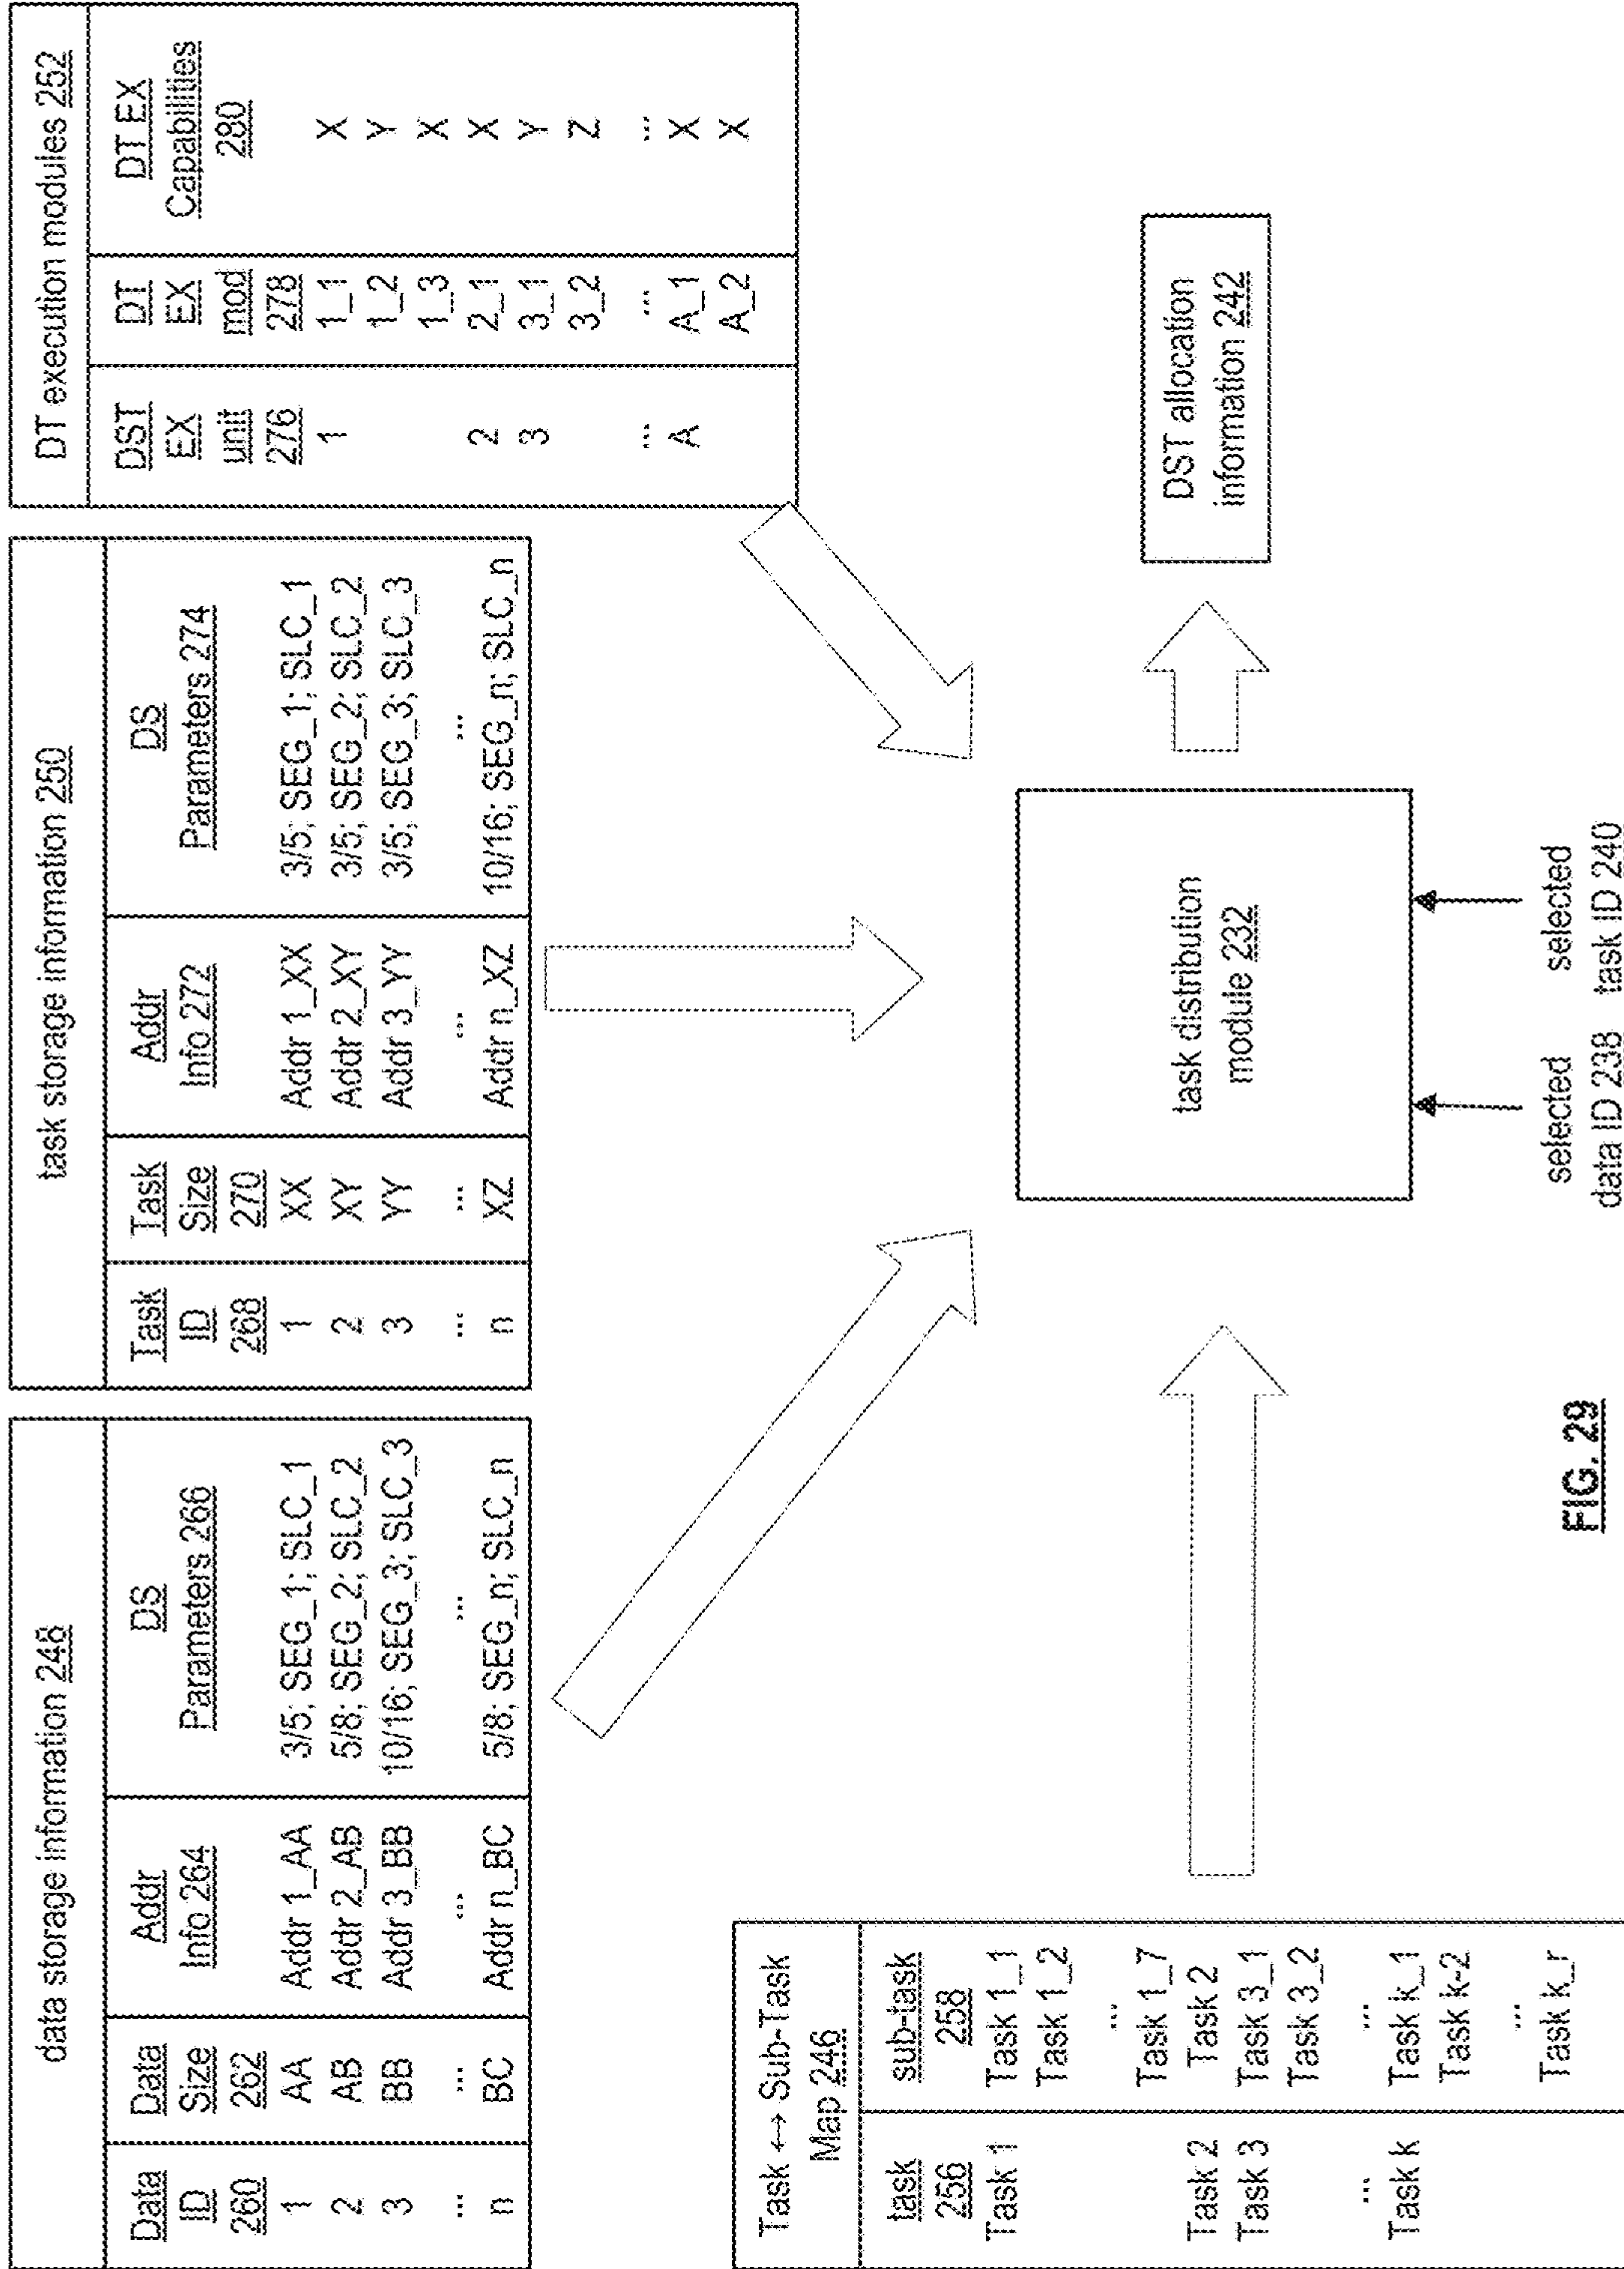 data storage information 248
Data ID 260 Data Size 262 Addr Info 264 DS Parameters 266
1 AA Addr 1_AA 3/5; SEG_1; SLC_1
2 AB Addr 2_AB 5/8; SEG_2; SLC_2
3 BB Addr 3_BB 10/16; SEG_3; SLC_3
... ... ... ...
n BC Addr n_BC 5/8; SEG_n; SLC_n
task storage information 250
Task ID 268 Task Size 270 Addr Info 272 DS Parameters 274
1 XX Addr 1_XX 3/5; SEG_1; SLC_1
2 XY Addr 2_XY 3/5; SEG_2; SLC_2
3 YY Addr 3_YY 3/5; SEG_3; SLC_3
... ... ... ...
n XZ Addr n_XZ 10/16; SEG_n; SLC_n
DT execution modules 252
DST EX unit 276 DT EX mod 278 DT EX Capabilities 280
1 1_1 X
1_2 Y
1_3 X
2 2_1 X
3 3_1 Y
3_2 Z
... ... ...
A A_1 X
A_2 X
Task ↔ Sub-Task
Map 246
task 256 sub-task 258
Task 1 Task 1_1
Task 1_2
...
Task 1_7
Task 2 Task 2
Task 3 Task 3_1
Task 3_2
... ...
Task k Task k_1
Task k-2
...
Task k_r
task distribution
module 232
DST allocation
information 242
selected
data ID 238
selected
task ID 240
FIG. 29